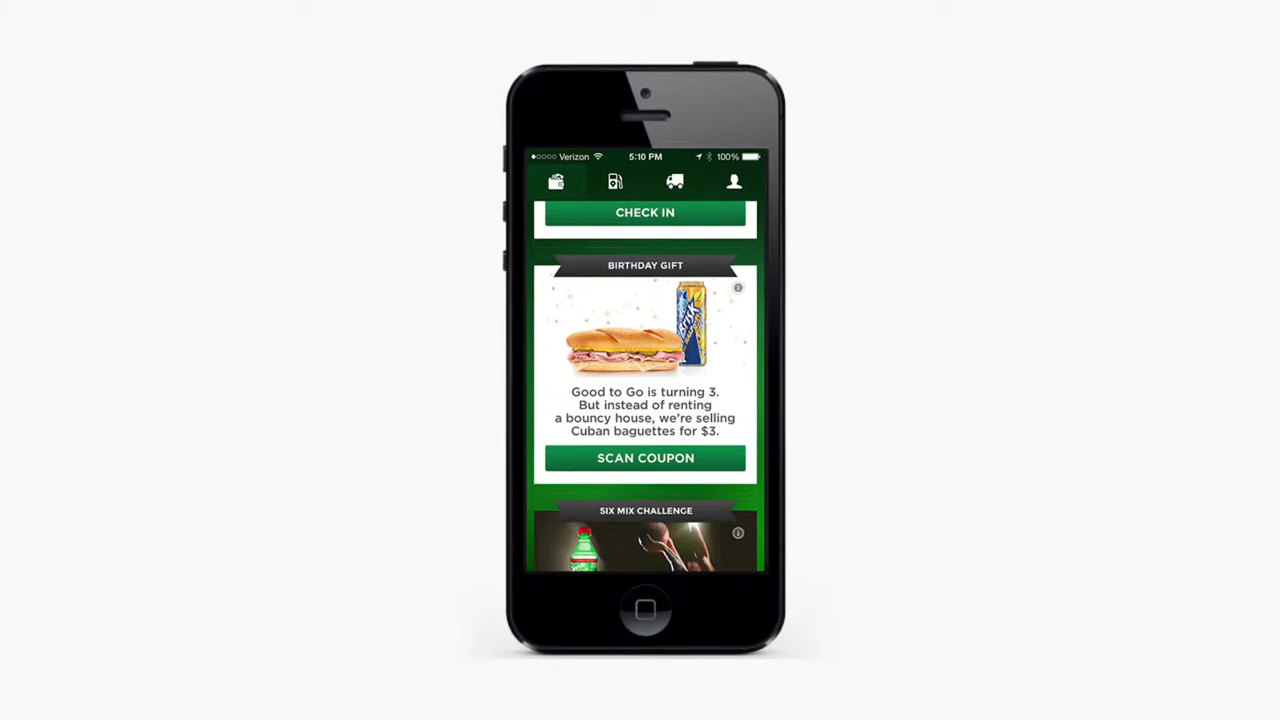 Verizon 5:10 PM 100%
CHECK IN
BIRTHDAY GIFT
Good to Go is turning 3.
But instead of renting
a bouncy house, we're selling
Cuban baguettes for $3.
SCAN COUPON
SIX MIX CHALLENGE